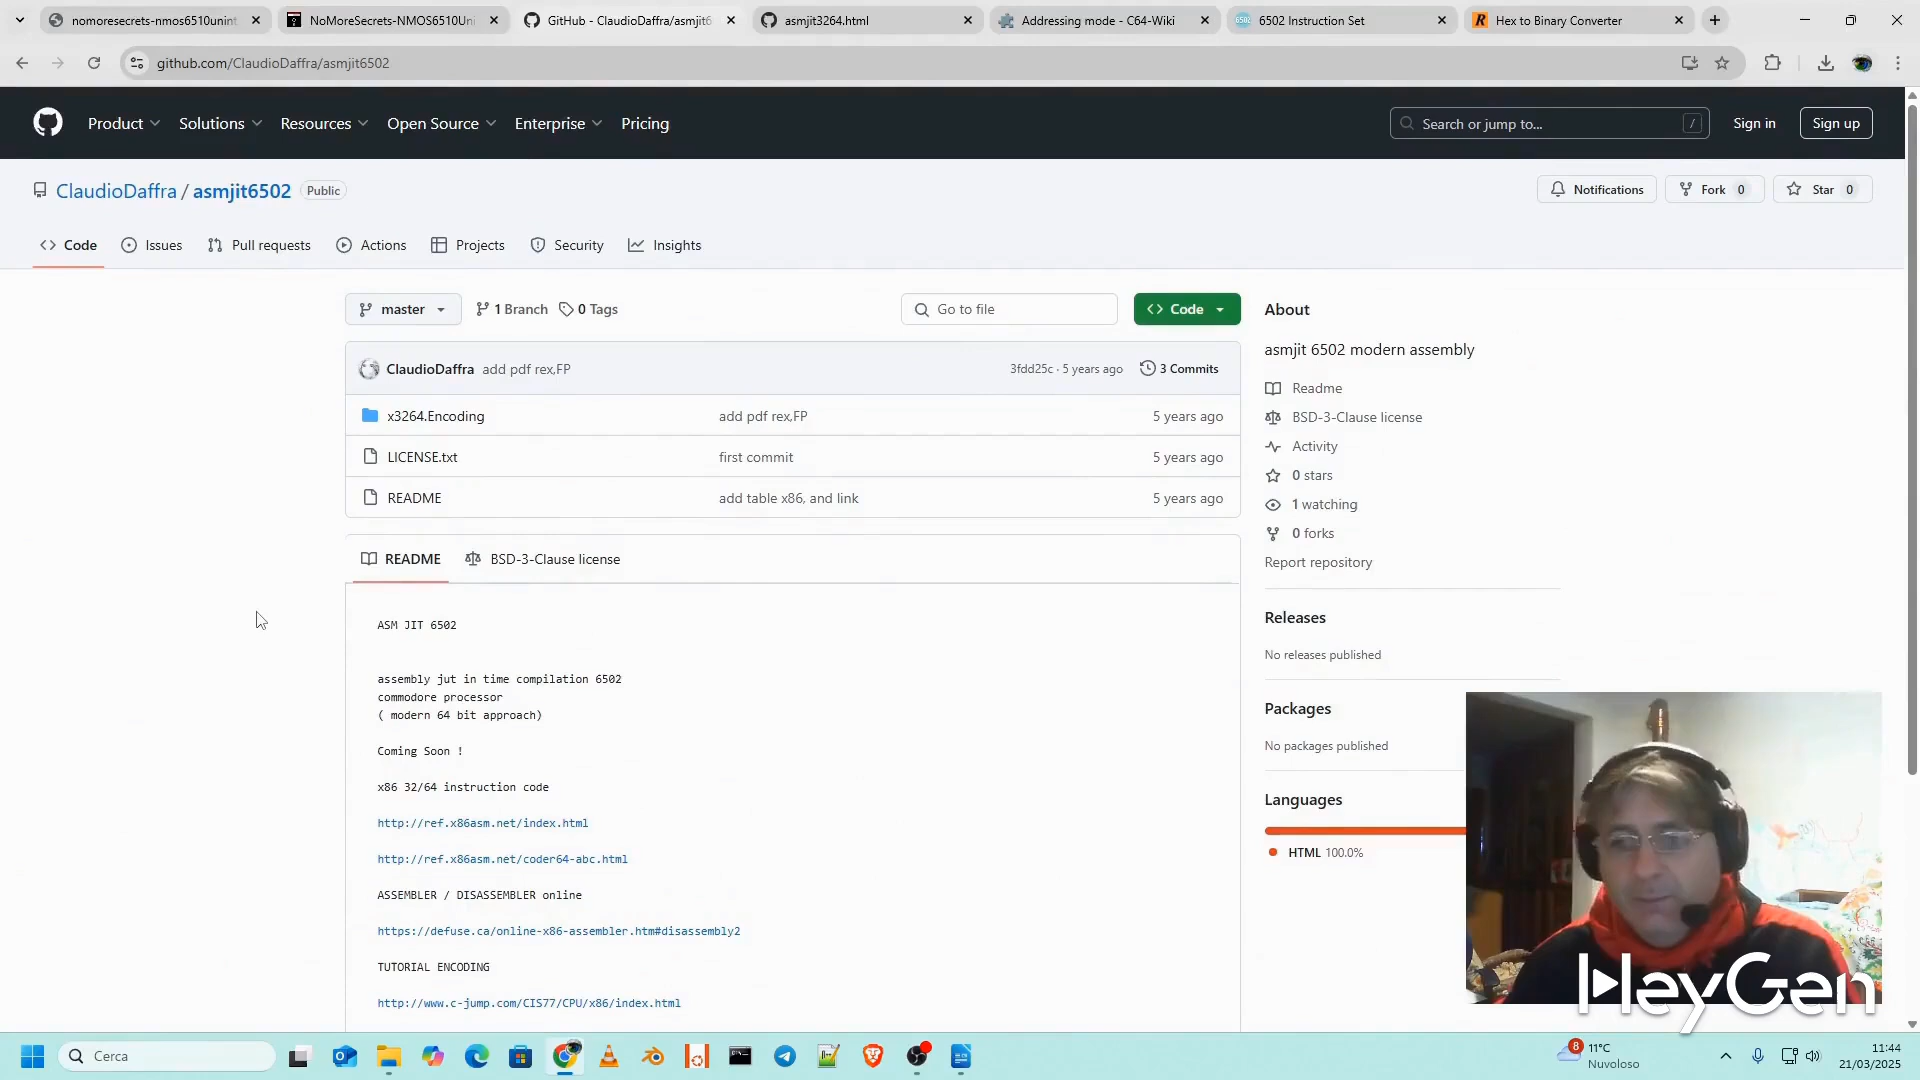 nomoresecrets-nmos6510unint
NoMoreSecrets-NMOS6510Uni
GitHub - ClaudioDaffra/asmjit6
asmjit3264.html
Addressing mode - C64-Wiki
6502 Instruction Set
Hex to Binary Converter
github.com/ClaudioDaffra/asmjit6502
Product
Solutions
Resources
Open Source
Enterprise
Pricing
Search or jump to...
/
Sign in
Sign up
ClaudioDaffra / asmjit6502 Public
Notifications
Fork 0
Star 0
Code
Issues
Pull requests
Actions
Projects
Security
Insights
master
1 Branch
0 Tags
Go to file
Code
ClaudioDaffra add pdf rex,FP 3fdd25c · 5 years ago 3 Commits
x3264.Encoding add pdf rex,FP 5 years ago
LICENSE.txt first commit 5 years ago
README add table x86, and link 5 years ago
README BSD-3-Clause license
ASM JIT 6502
assembly jut in time compilation 6502
commodore processor
( modern 64 bit approach)
Coming Soon !
x86 32/64 instruction code
http://ref.x86asm.net/index.html
http://ref.x86asm.net/coder64-abc.html
ASSEMBLER / DISASSEMBLER online
https://defuse.ca/online-x86-assembler.htm#disassembly2
TUTORIAL ENCODING
http://www.c-jump.com/CIS77/CPU/x86/index.html
About
asmjit 6502 modern assembly
Readme
BSD-3-Clause license
Activity
0 stars
1 watching
0 forks
Report repository
Releases
No releases published
Packages
No packages published
Languages
HTML 100.0%
HeyGen
Cerca
8
11°C
Nuvoloso
11:44
21/03/2025